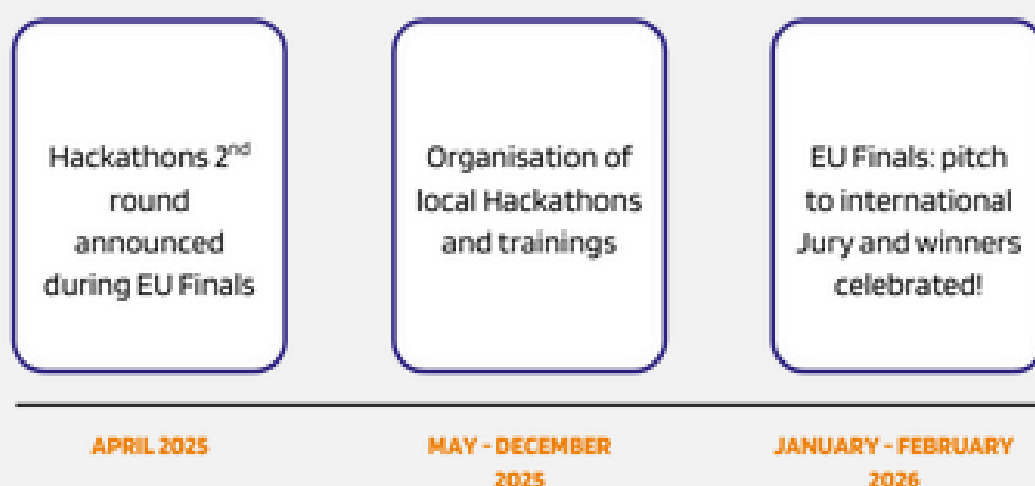 Hackathons 2nd
round
announced
during EU Finals
Organisation of
local Hackathons
and trainings
EU Finals: pitch
to international
Jury and winners
celebrated!
APRIL 2025
MAY - DECEMBER
2025
JANUARY - FEBRUARY
2026